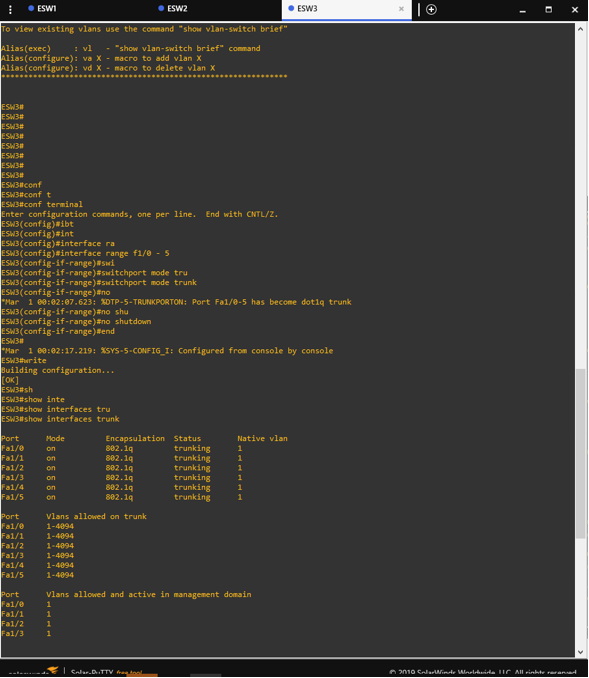 ESW1 ESW2 ESW3
To view existing vlans use the command "show vlan-switch brief"
Alias(exec)     : vl   - "show vlan-switch brief" command
Alias(configure): va X - macro to add vlan X
Alias(configure): vd X - macro to delete vlan X
***************************************************************
ESW3#
ESW3#
ESW3#
ESW3#
ESW3#
ESW3#
ESW3#
ESW3#
ESW3#conf
ESW3#conf t
ESW3#conf terminal
Enter configuration commands, one per line.  End with CNTL/Z.
ESW3(config)#ibt
ESW3(config)#int
ESW3(config)#interface ra
ESW3(config)#interface range f1/0 - 5
ESW3(config-if-range)#swi
ESW3(config-if-range)#switchport mode tru
ESW3(config-if-range)#switchport mode trunk
ESW3(config-if-range)#no
*Mar  1 00:02:07.623: %DTP-5-TRUNKPORTON: Port Fa1/0-5 has become dot1q trunk
ESW3(config-if-range)#no shu
ESW3(config-if-range)#no shutdown
ESW3(config-if-range)#end
ESW3#
*Mar  1 00:02:17.219: %SYS-5-CONFIG_I: Configured from console by console
ESW3#write
Building configuration...
[OK]
ESW3#sh
ESW3#show inte
ESW3#show interfaces tru
ESW3#show interfaces trunk
Port      Mode         Encapsulation  Status        Native vlan
Fa1/0     on           802.1q         trunking      1
Fa1/1     on           802.1q         trunking      1
Fa1/2     on           802.1q         trunking      1
Fa1/3     on           802.1q         trunking      1
Fa1/4     on           802.1q         trunking      1
Fa1/5     on           802.1q         trunking      1
Port      Vlans allowed on trunk
Fa1/0     1-4094
Fa1/1     1-4094
Fa1/2     1-4094
Fa1/3     1-4094
Fa1/4     1-4094
Fa1/5     1-4094
Port      Vlans allowed and active in management domain
Fa1/0     1
Fa1/1     1
Fa1/2     1
Fa1/3     1
solarwinds | Solar-PuTTY free tool © 2019 SolarWinds Worldwide, LLC. All rights reserved.